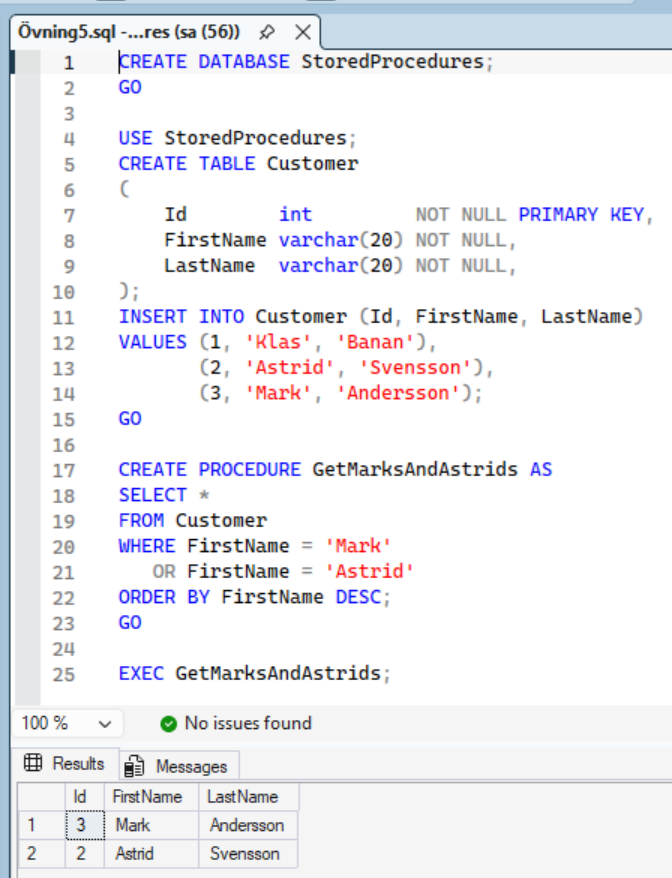 Övning5.sql -...res (sa (56))
1 CREATE DATABASE StoredProcedures;
2 GO
3
4 USE StoredProcedures;
5 CREATE TABLE Customer
6 (
7     Id        int         NOT NULL PRIMARY KEY,
8     FirstName varchar(20) NOT NULL,
9     LastName  varchar(20) NOT NULL,
10 );
11 INSERT INTO Customer (Id, FirstName, LastName)
12 VALUES (1, 'Klas', 'Banan'),
13        (2, 'Astrid', 'Svensson'),
14        (3, 'Mark', 'Andersson');
15 GO
16
17 CREATE PROCEDURE GetMarksAndAstrids AS
18 SELECT *
19 FROM Customer
20 WHERE FirstName = 'Mark'
21    OR FirstName = 'Astrid'
22 ORDER BY FirstName DESC;
23 GO
24
25 EXEC GetMarksAndAstrids;
100 % No issues found
Results Messages
Id FirstName LastName
1 3 Mark Andersson
2 2 Astrid Svensson